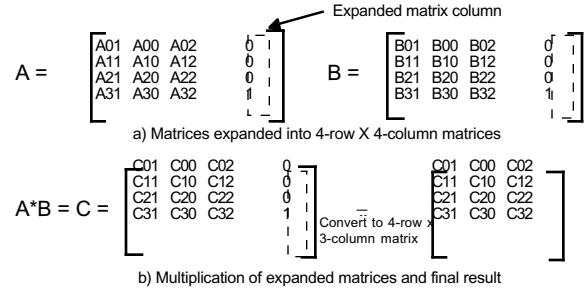 Expanded matrix column
A01 A00 A02 0 B01 B00 B02 0
A11 A10 A12 0 B11 B10 B12 0
A = A21 A20 A22 0 B = B21 B20 B22 0
A31 A30 A32 1 B31 B30 B32 1
a) Matrices expanded into 4-row X 4-column matrices
C01 C00 C02 0 C01 C00 C02
C11 C10 C12 0 C11 C10 C12
A*B = C = C21 C20 C22 0 C21 C20 C22
C31 C30 C32 1 C31 C30 C32
Convert to 4-row x
3-column matrix
b) Multiplication of expanded matrices and final result